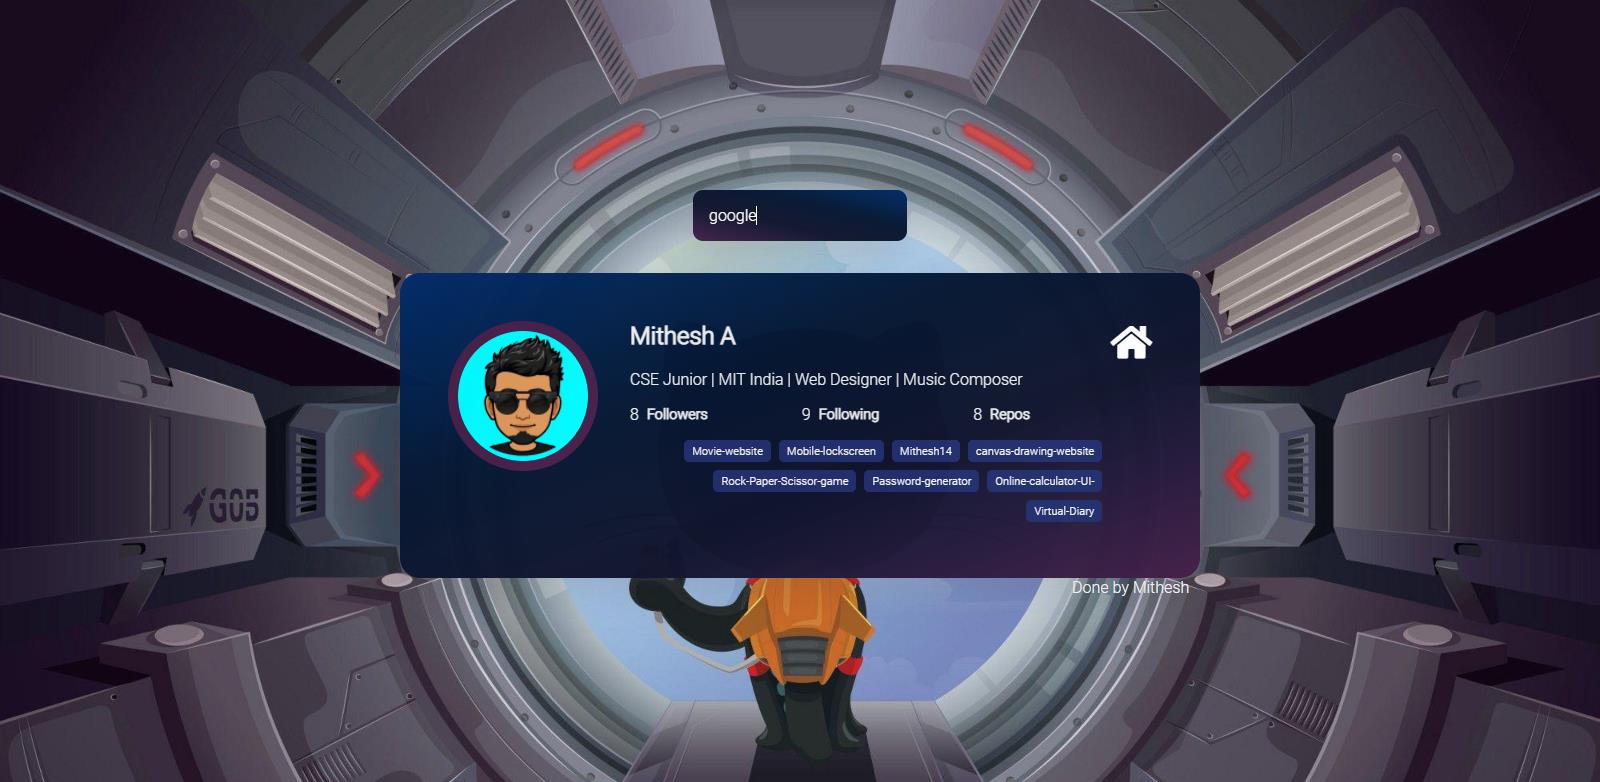 google
Mithesh A
CSE Junior | MIT India | Web Designer | Music Composer
8 Followers 9 Following 8 Repos
Movie-website Mobile-lockscreen Mithesh14 canvas-drawing-website
Rock-Paper-Scissor-game Password-generator Online-calculator-UI-
Virtual-Diary
G05
Done by Mithesh